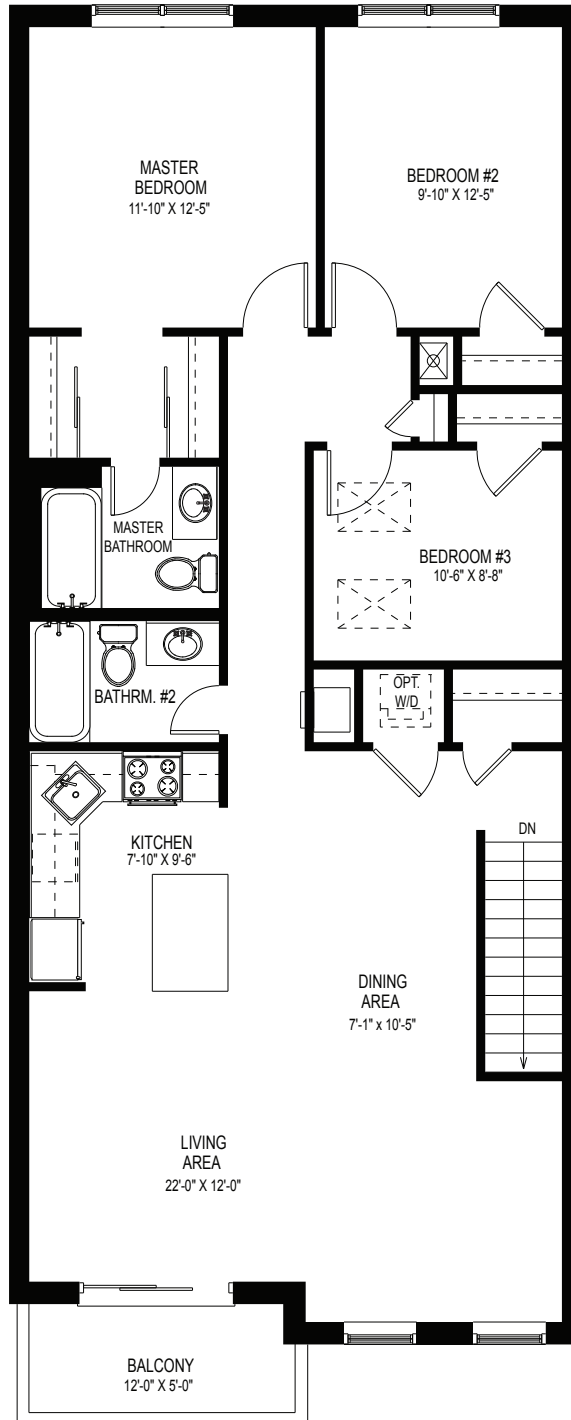 MASTER
BEDROOM
11'-10" X 12'-5"
BEDROOM #2
9'-10" X 12'-5"
MASTER
BATHROOM
BEDROOM #3
10'-6" X 8'-8"
BATHRM. #2
OPT.
W/D
KITCHEN
7'-10" X 9'-6"
DN
DINING
AREA
7'-1" x 10'-5"
LIVING
AREA
22'-0" X 12'-0"
BALCONY
12'-0" X 5'-0"